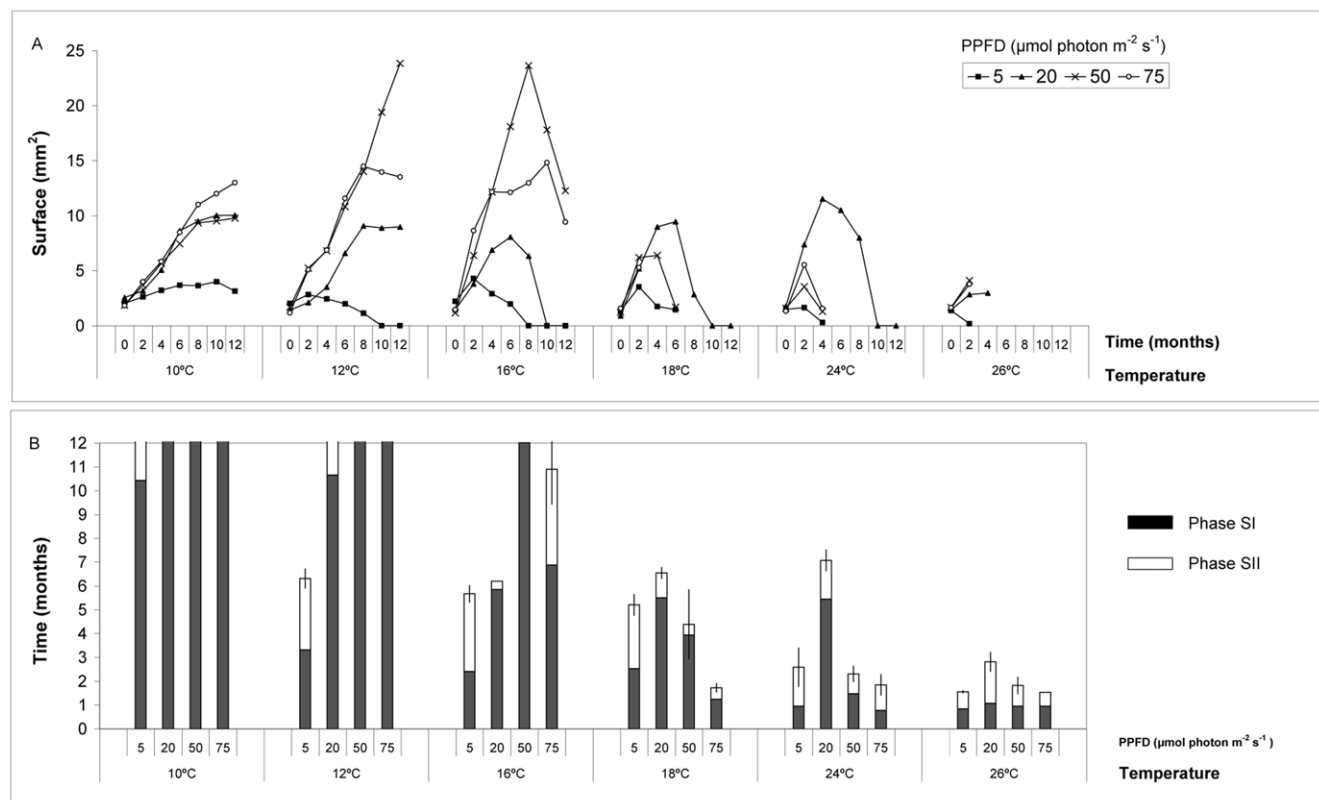 A
PPFD (µmol photon m⁻² s⁻¹)
5 20 50 75
Surface (mm²)
25
20
15
10
5
0
0 2 4 6 8 10 12 0 2 4 6 8 10 12 0 2 4 6 8 10 12 0 2 4 6 8 10 12 0 2 4 6 8 10 12 0 2 4 6 8 10 12 Time (months)
10ºC 12ºC 16ºC 18ºC 24ºC 26ºC Temperature
B
Time (months)
12
11
10
9
8
7
6
5
4
3
2
1
0
Phase SI
Phase SII
5 20 50 75 5 20 50 75 5 20 50 75 5 20 50 75 5 20 50 75 5 20 50 75 PPFD (µmol photon m⁻² s⁻¹ )
10ºC 12ºC 16ºC 18ºC 24ºC 26ºC Temperature